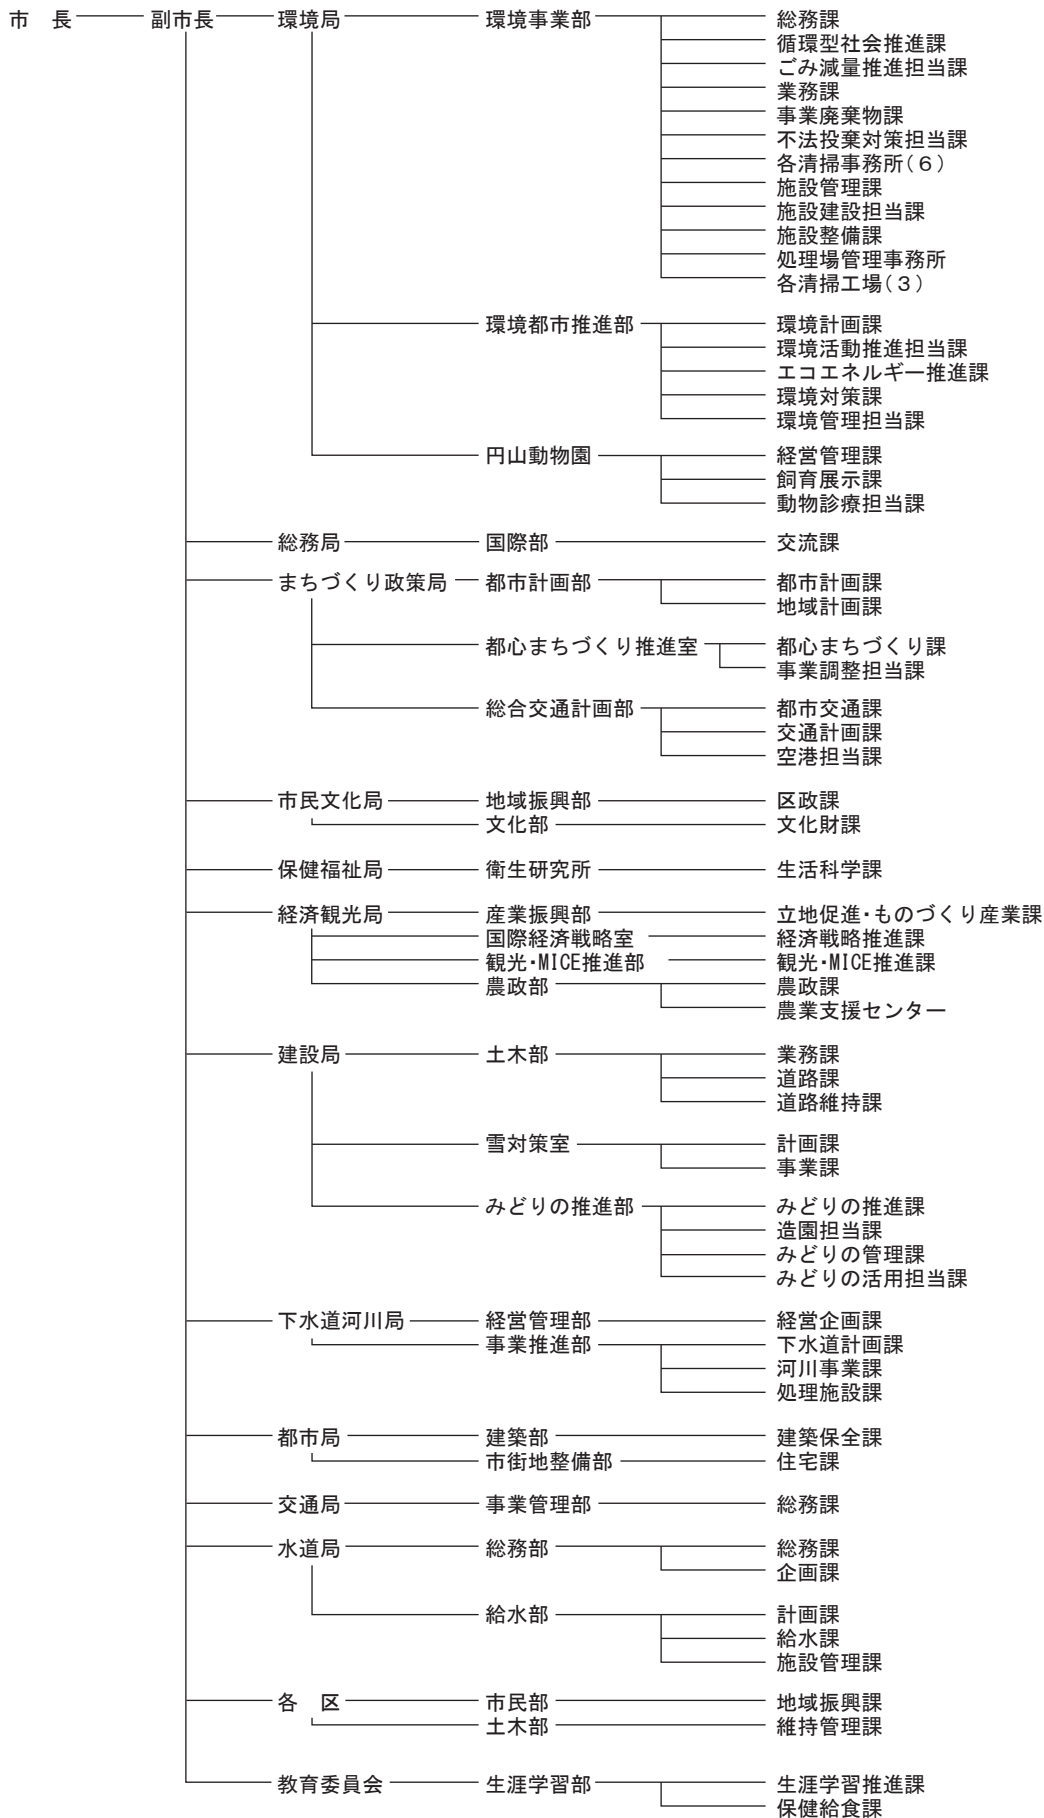 市　長 副市長 環境局 環境事業部 総務課
循環型社会推進課
ごみ減量推進担当課
業務課
事業廃棄物課
不法投棄対策担当課
各清掃事務所(６)
施設管理課
施設建設担当課
施設整備課
処理場管理事務所
各清掃工場(３)
環境都市推進部 環境計画課
環境活動推進担当課
エコエネルギー推進課
環境対策課
環境管理担当課
円山動物園 経営管理課
飼育展示課
動物診療担当課
総務局 国際部 交流課
まちづくり政策局 都市計画部 都市計画課
地域計画課
都心まちづくり推進室 都心まちづくり課
事業調整担当課
総合交通計画部 都市交通課
交通計画課
空港担当課
市民文化局 地域振興部 区政課
文化部 文化財課
保健福祉局 衛生研究所 生活科学課
経済観光局 産業振興部 立地促進・ものづくり産業課
国際経済戦略室 経済戦略推進課
観光・MICE推進部 観光・MICE推進課
農政部 農政課
農業支援センター
建設局 土木部 業務課
道路課
道路維持課
雪対策室 計画課
事業課
みどりの推進部 みどりの推進課
造園担当課
みどりの管理課
みどりの活用担当課
下水道河川局 経営管理部 経営企画課
事業推進部 下水道計画課
河川事業課
処理施設課
都市局 建築部 建築保全課
市街地整備部 住宅課
交通局 事業管理部 総務課
水道局 総務部 総務課
企画課
給水部 計画課
給水課
施設管理課
各　区 市民部 地域振興課
土木部 維持管理課
教育委員会 生涯学習部 生涯学習推進課
保健給食課